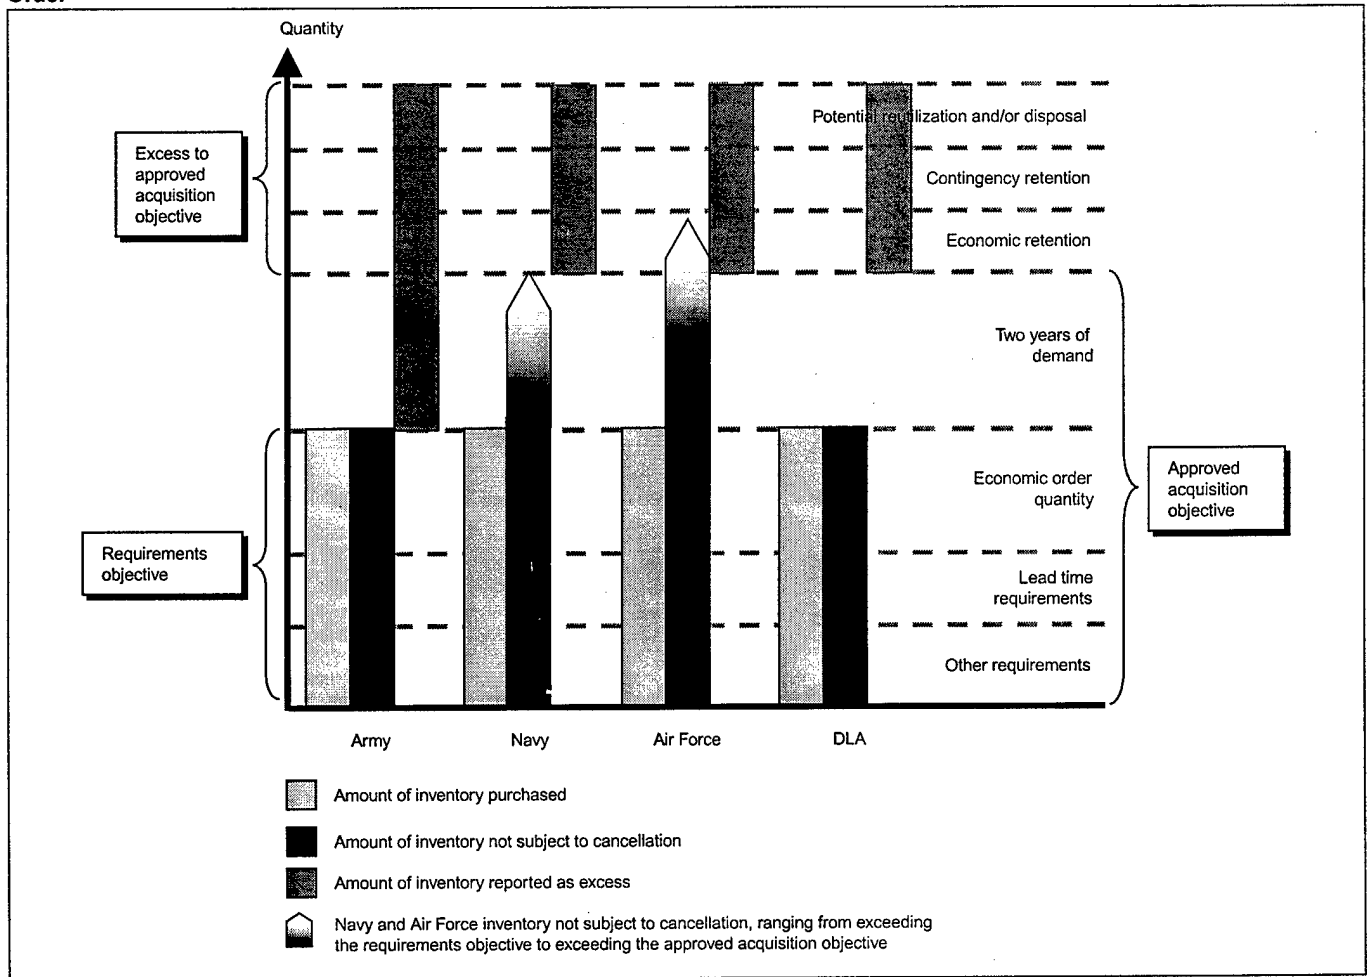 Quantity
Potential reutilization and/or disposal
Excess to
approved
acquisition
objective
Contingency retention
Economic retention
Two years of
demand
Economic order
quantity
Approved
acquisition
objective
Requirements
objective
Lead time
requirements
Other requirements
Army
Navy
Air Force
DLA
Amount of inventory purchased
Amount of inventory not subject to cancellation
Amount of inventory reported as excess
Navy and Air Force inventory not subject to cancellation, ranging from exceeding
the requirements objective to exceeding the approved acquisition objective